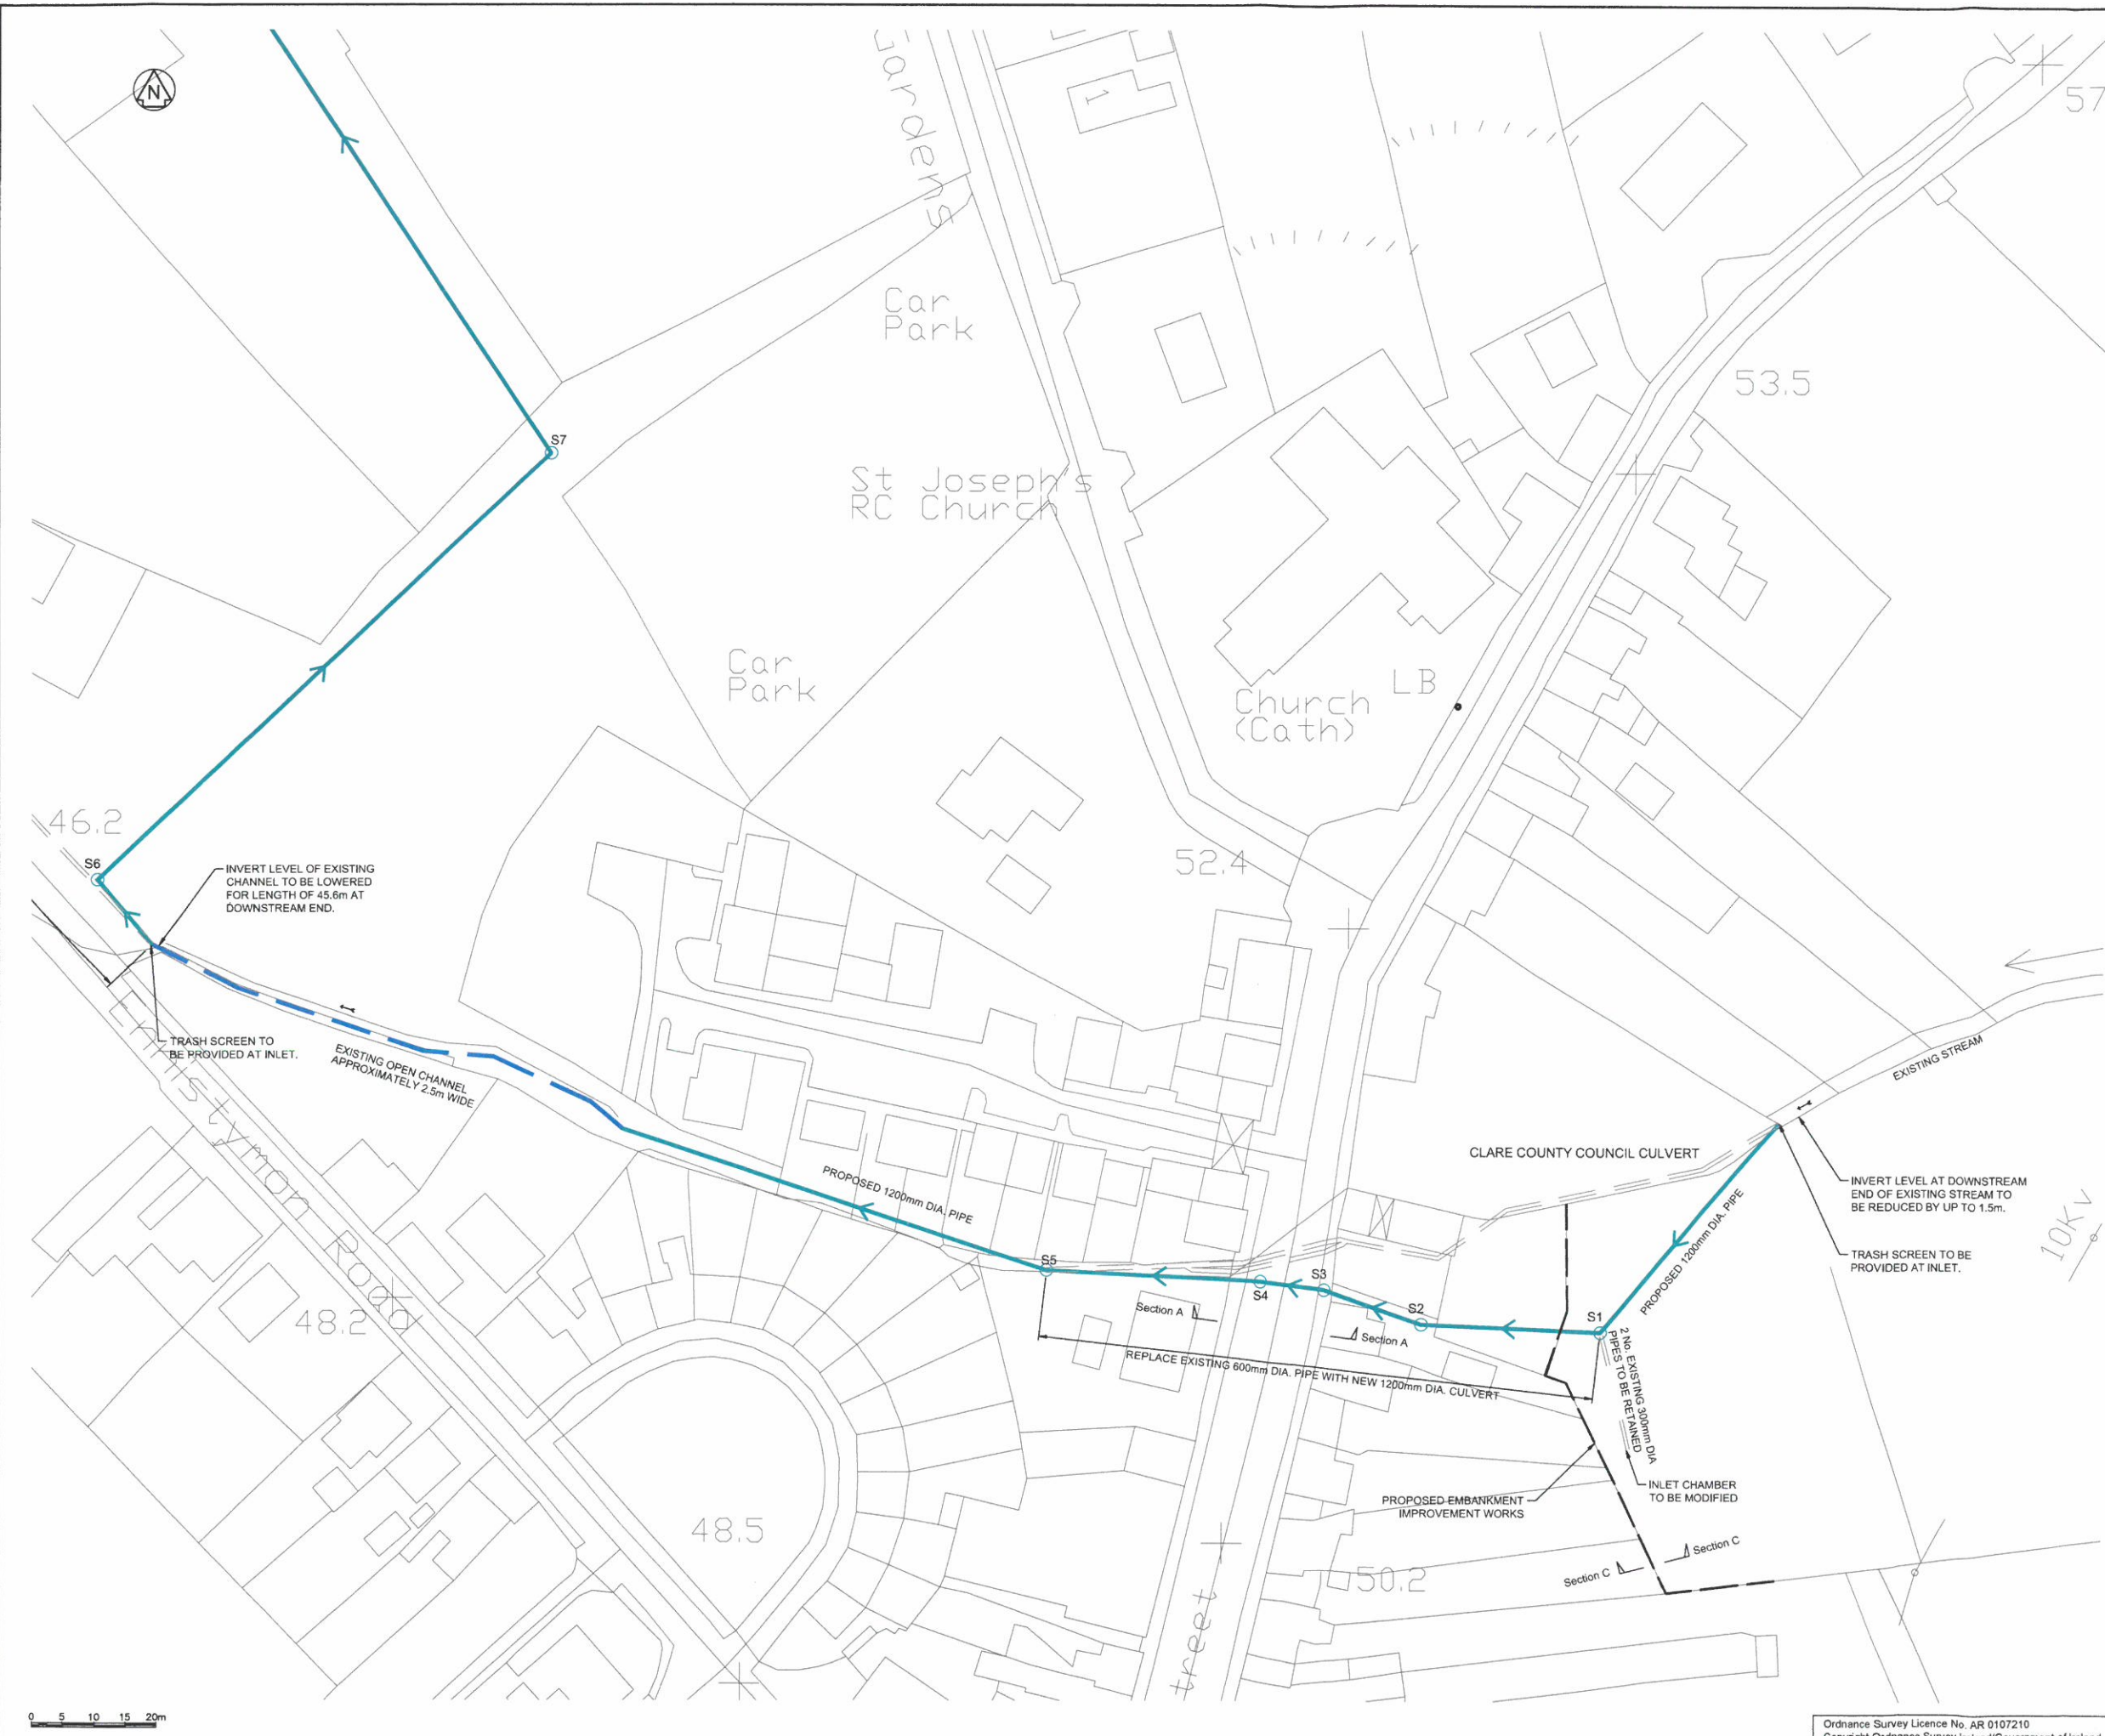 N
Gardens
1
57
Car
Park
53.5
S7
St Joseph's
RC Church
Car
Park
LB
Church
(Cath)
46.2
S6
INVERT LEVEL OF EXISTING
CHANNEL TO BE LOWERED
FOR LENGTH OF 45.6m AT
DOWNSTREAM END.
52.4
TRASH SCREEN TO
BE PROVIDED AT INLET.
EXISTING OPEN CHANNEL
APPROXIMATELY 2.5m WIDE
Ennistymon Road
EXISTING STREAM
CLARE COUNTY COUNCIL CULVERT
PROPOSED 1200mm DIA. PIPE
INVERT LEVEL AT DOWNSTREAM
END OF EXISTING STREAM TO
BE REDUCED BY UP TO 1.5m.
PROPOSED 1200mm DIA. PIPE
TRASH SCREEN TO BE
PROVIDED AT INLET.
10Kv
S5
S4
S3
S2
S1
Section A
Section A
48.2
REPLACE EXISTING 600mm DIA. PIPE WITH NEW 1200mm DIA. CULVERT
2 No. EXISTING 300mm DIA
PIPES TO BE RETAINED
INLET CHAMBER
TO BE MODIFIED
PROPOSED EMBANKMENT
IMPROVEMENT WORKS
48.5
Section C
Section C
50.2
treet
0 5 10 15 20m
Ordnance Survey Licence No. AR 0107210